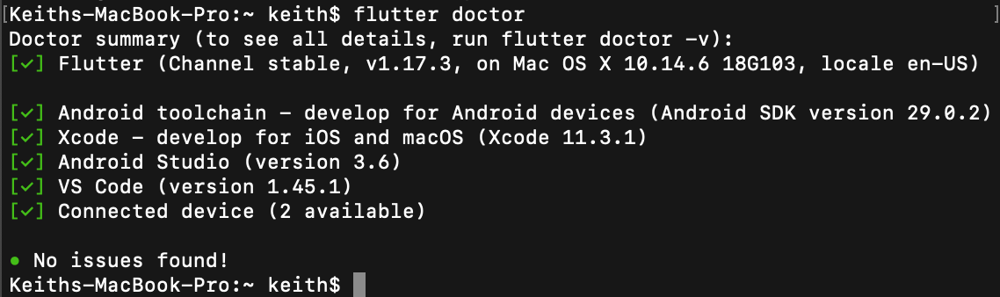 [Keiths-MacBook-Pro:~ keith$ flutter doctor ]
Doctor summary (to see all details, run flutter doctor -v):
[✓] Flutter (Channel stable, v1.17.3, on Mac OS X 10.14.6 18G103, locale en-US)
[✓] Android toolchain - develop for Android devices (Android SDK version 29.0.2)
[✓] Xcode - develop for iOS and macOS (Xcode 11.3.1)
[✓] Android Studio (version 3.6)
[✓] VS Code (version 1.45.1)
[✓] Connected device (2 available)
• No issues found!
Keiths-MacBook-Pro:~ keith$